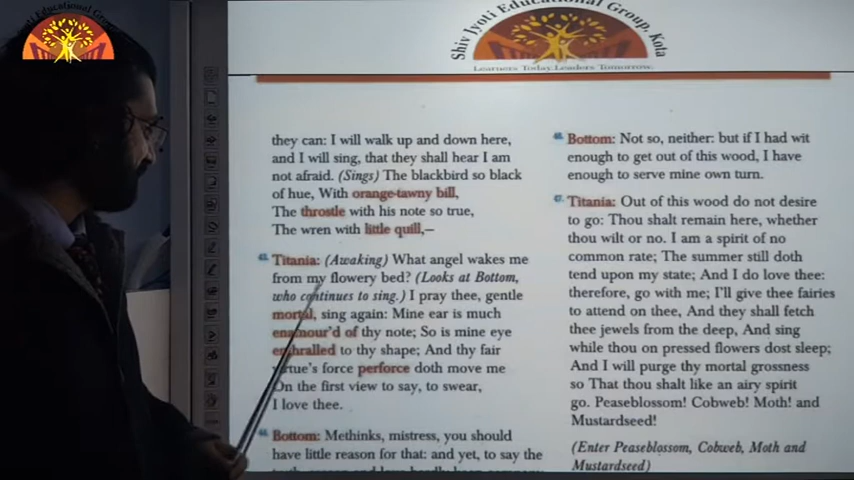 Shiv Jyoti Educational Group, Kota
Learners Today...Leaders Tomorrow...
they can: I will walk up and down here,
and I will sing, that they shall hear I am
not afraid. (Sings) The blackbird so black
of hue, With orange-tawny bill,
The throstle with his note so true,
The wren with little quill,—
Titania: (Awaking) What angel wakes me
from my flowery bed? (Looks at Bottom,
who continues to sing.) I pray thee, gentle
mortal, sing again: Mine ear is much
enamour'd of thy note; So is mine eye
enthralled to thy shape; And thy fair
virtue's force perforce doth move me
On the first view to say, to swear,
I love thee.
Bottom: Methinks, mistress, you should
have little reason for that: and yet, to say the
truth, reason and love hardly keep
Bottom: Not so, neither: but if I had wit
enough to get out of this wood, I have
enough to serve mine own turn.
Titania: Out of this wood do not desire
to go: Thou shalt remain here, whether
thou wilt or no. I am a spirit of no
common rate; The summer still doth
tend upon my state; And I do love thee:
therefore, go with me; I'll give thee fairies
to attend on thee, And they shall fetch
thee jewels from the deep, And sing
while thou on pressed flowers dost sleep;
And I will purge thy mortal grossness
so That thou shalt like an airy spirit
go. Peaseblossom! Cobweb! Moth! and
Mustardseed!
(Enter Peaseblossom, Cobweb, Moth and
Mustardseed)